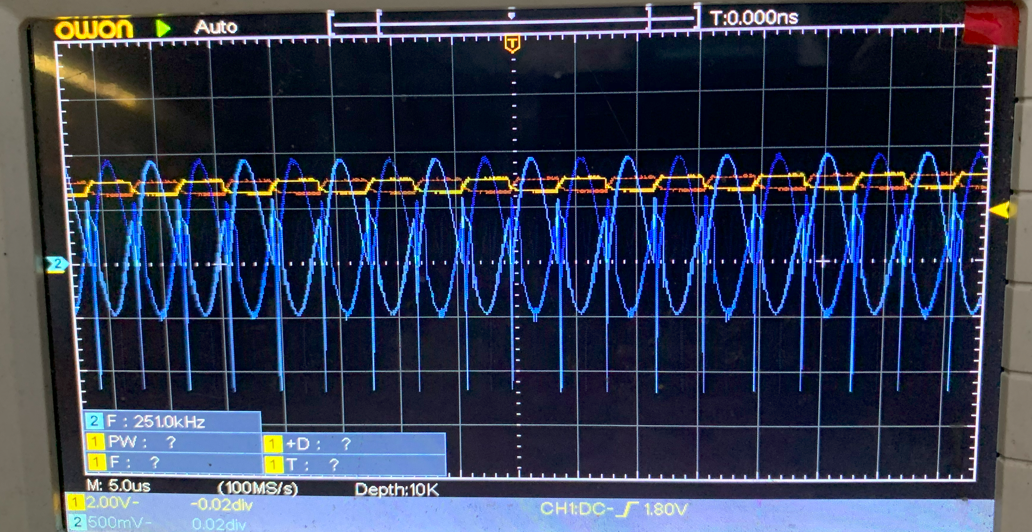 owon Auto T:0.000ns
T
2
2 F : 251.0kHz
1 PW : ? 1 +D : ?
1 F : ? 1 T : ?
M: 5.0us (100MS/s) Depth:10K
1 2.00V~ -0.02div CH1:DC- 1.80V
2 500mV~ 0.02div